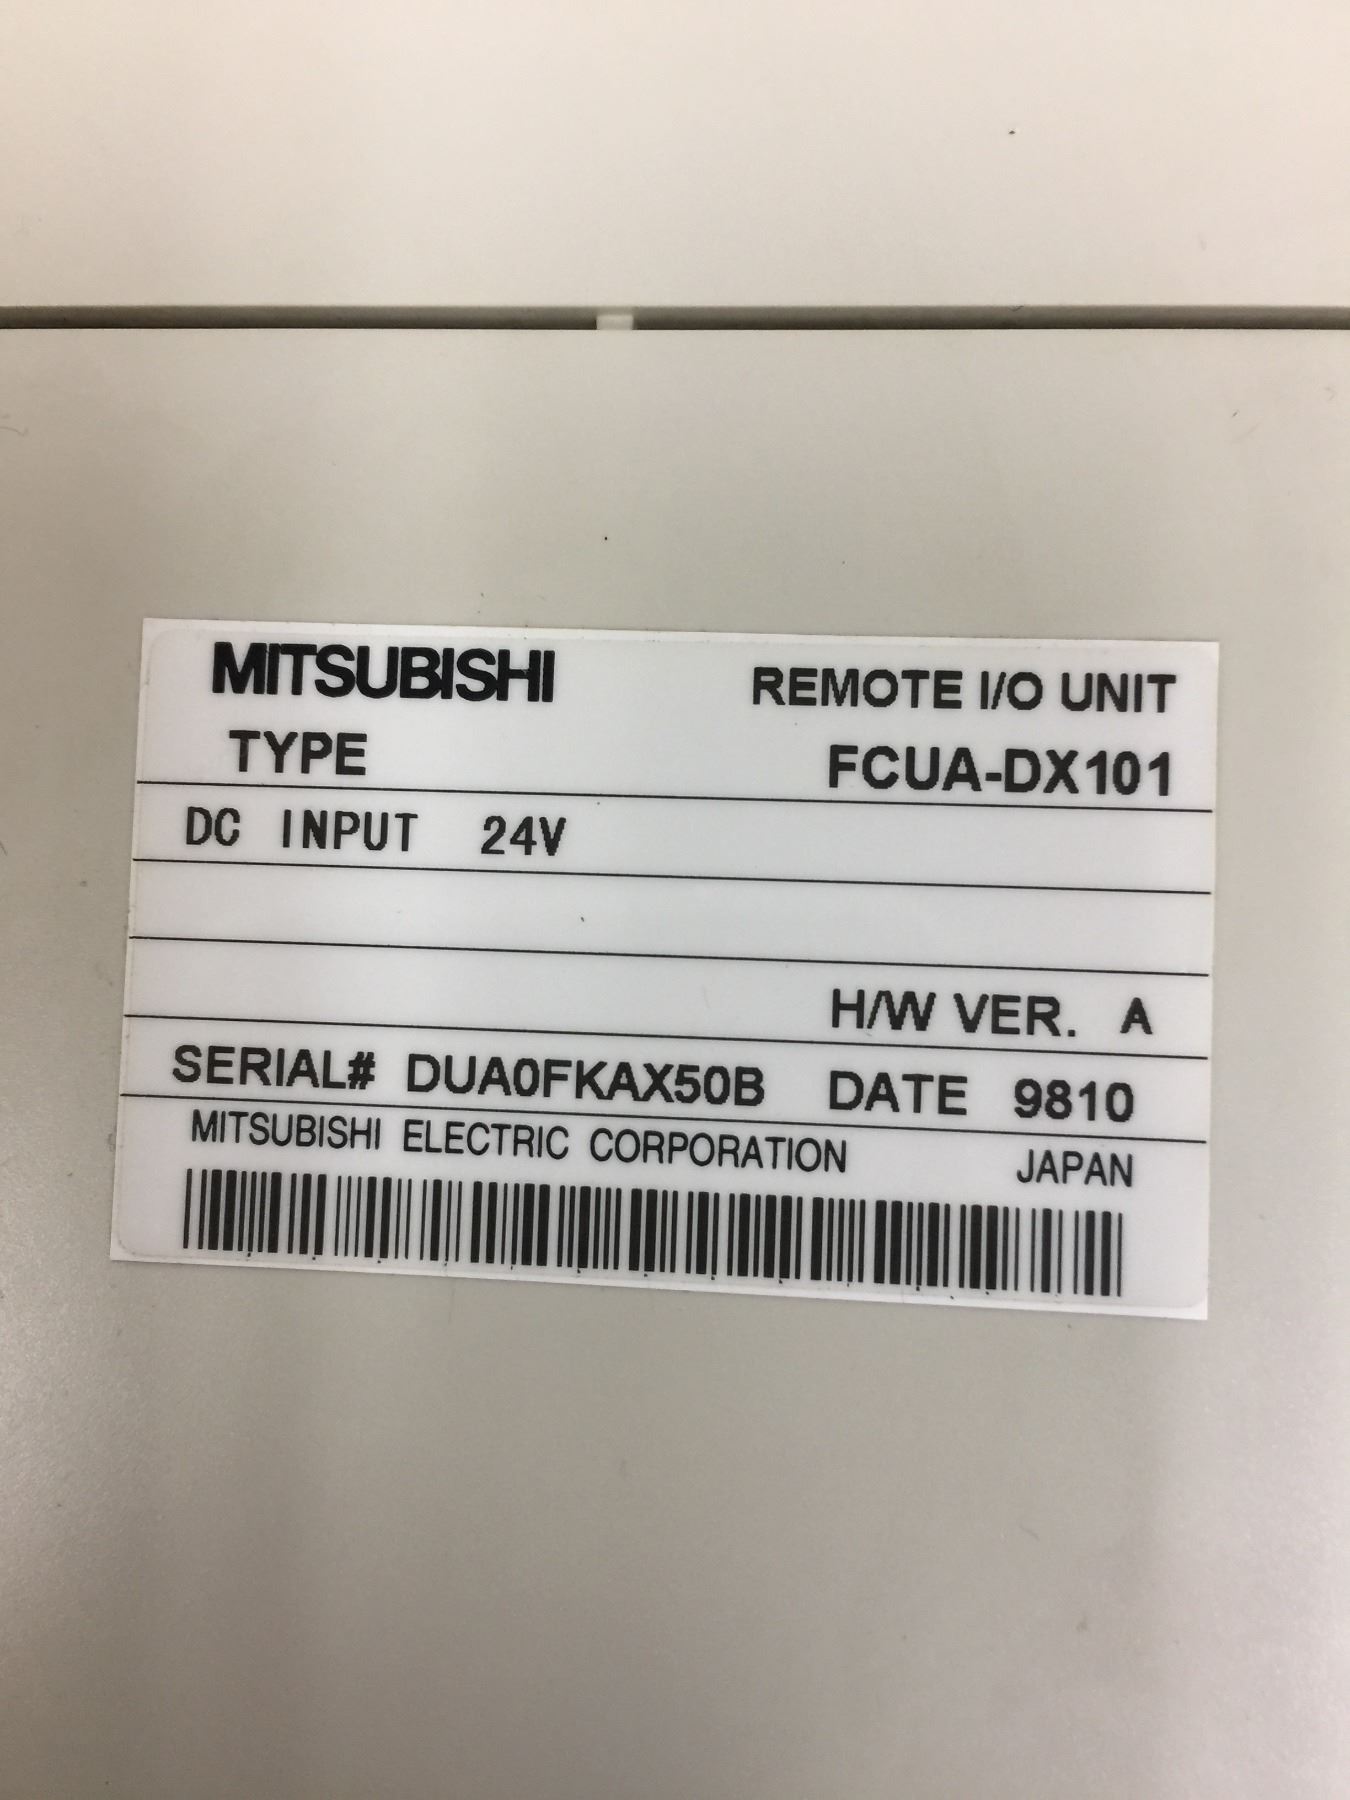 MITSUBISHI REMOTE I/O UNIT
TYPE FCUA-DX101
DC INPUT 24V
H/W VER. A
SERIAL# DUA0FKAX50B DATE 9810
MITSUBISHI ELECTRIC CORPORATION JAPAN